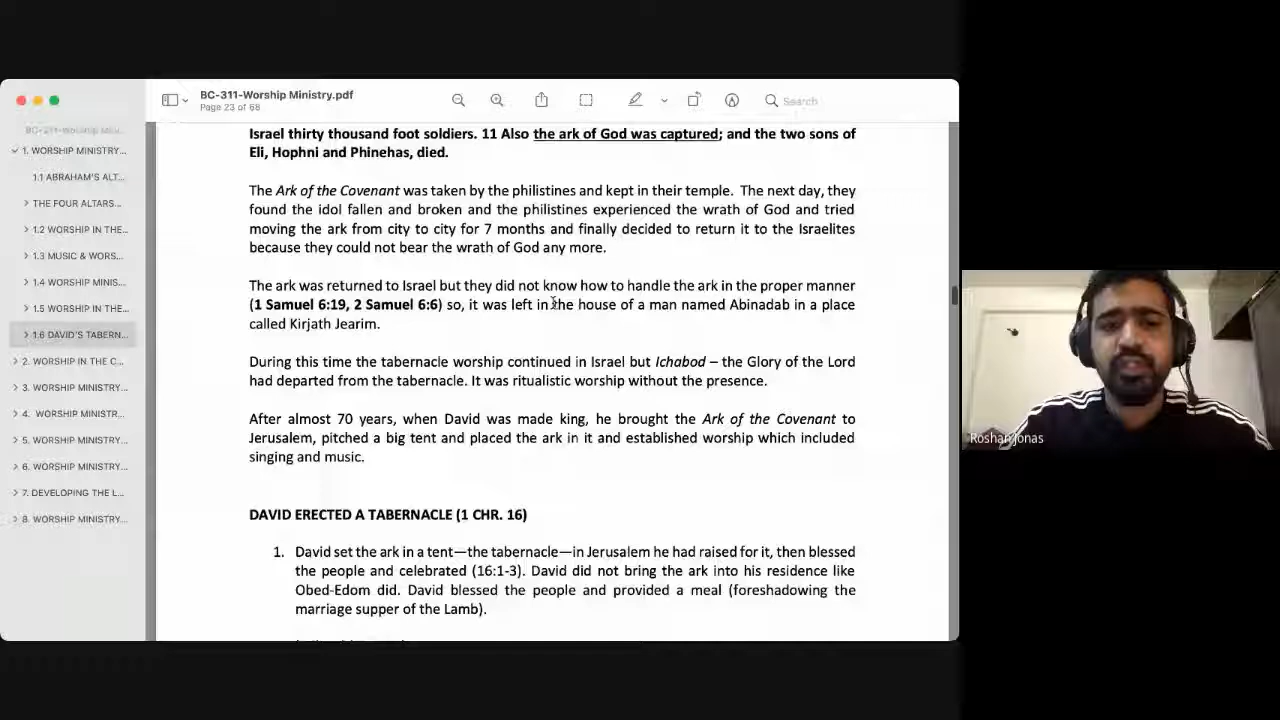 BC-311-Worship Ministry.pdf
Page 23 of 68
Search
1. WORSHIP MINISTRY...
1.1 ABRAHAM'S ALT...
THE FOUR ALTARS...
1.2 WORSHIP IN THE...
1.3 MUSIC & WORS...
1.4 WORSHIP MINIS...
1.5 WORSHIP IN THE...
1.6 DAVID'S TABERN...
2. WORSHIP IN THE C...
3. WORSHIP MINISTRY...
4. WORSHIP MINISTR...
5. WORSHIP MINISTRY...
6. WORSHIP MINISTRY...
7. DEVELOPING THE L...
8. WORSHIP MINISTRY...
Israel thirty thousand foot soldiers. 11 Also the ark of God was captured; and the two sons of
Eli, Hophni and Phinehas, died.
The Ark of the Covenant was taken by the philistines and kept in their temple. The next day, they
found the idol fallen and broken and the philistines experienced the wrath of God and tried
moving the ark from city to city for 7 months and finally decided to return it to the Israelites
because they could not bear the wrath of God any more.
The ark was returned to Israel but they did not know how to handle the ark in the proper manner
(1 Samuel 6:19, 2 Samuel 6:6) so, it was left in the house of a man named Abinadab in a place
called Kirjath Jearim.
During this time the tabernacle worship continued in Israel but Ichabod – the Glory of the Lord
had departed from the tabernacle. It was ritualistic worship without the presence.
After almost 70 years, when David was made king, he brought the Ark of the Covenant to
Jerusalem, pitched a big tent and placed the ark in it and established worship which included
singing and music.
DAVID ERECTED A TABERNACLE (1 CHR. 16)
1. David set the ark in a tent—the tabernacle—in Jerusalem he had raised for it, then blessed
the people and celebrated (16:1-3). David did not bring the ark into his residence like
Obed-Edom did. David blessed the people and provided a meal (foreshadowing the
marriage supper of the Lamb).
Roshan Jonas